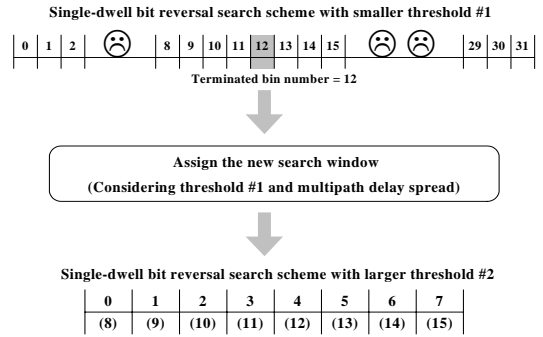 Single-dwell bit reversal search scheme with smaller threshold #1
0 1 2 8 9 10 11 12 13 14 15 29 30 31
Terminated bin number = 12
Assign the new search window
(Considering threshold #1 and multipath delay spread)
Single-dwell bit reversal search scheme with larger threshold #2
0 1 2 3 4 5 6 7
(8) (9) (10) (11) (12) (13) (14) (15)